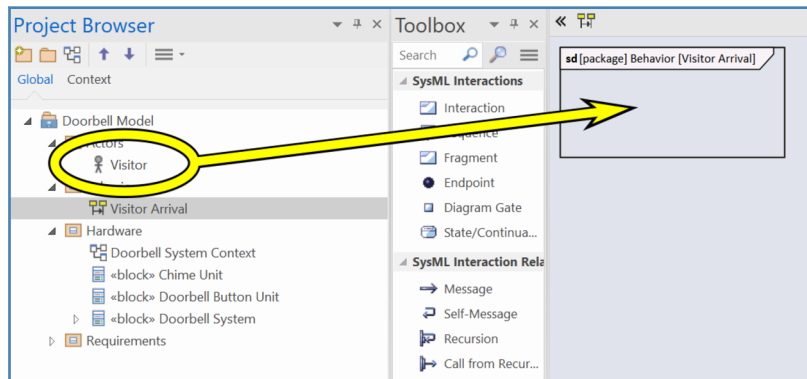 Project Browser
Global Context
Doorbell Model
Actors
Visitor
Visitor Arrival
Hardware
Doorbell System Context
«block» Chime Unit
«block» Doorbell Button Unit
«block» Doorbell System
Requirements
Toolbox
Search
SysML Interactions
Interaction
Fragment
Endpoint
Diagram Gate
State/Continua...
SysML Interaction Rela
Message
Self-Message
Recursion
Call from Recur...
sd [package] Behavior [Visitor Arrival]